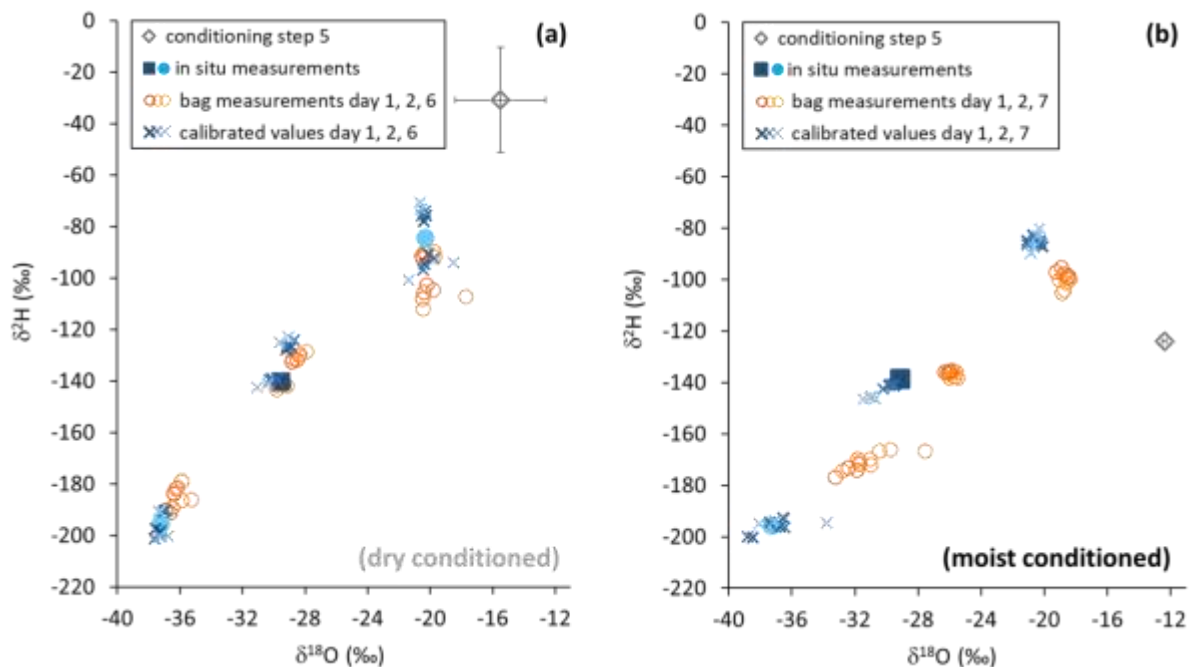 (a)
conditioning step 5
in situ measurements
bag measurements day 1, 2, 6
calibrated values day 1, 2, 6
δ²H (‰)
0
-20
-40
-60
-80
-100
-120
-140
-160
-180
-200
-220
(dry conditioned)
-40 -36 -32 -28 -24 -20 -16 -12
δ¹⁸O (‰)
(b)
conditioning step 5
in situ measurements
bag measurements day 1, 2, 7
calibrated values day 1, 2, 7
δ²H (‰)
0
-20
-40
-60
-80
-100
-120
-140
-160
-180
-200
-220
(moist conditioned)
-40 -36 -32 -28 -24 -20 -16 -12
δ¹⁸O (‰)